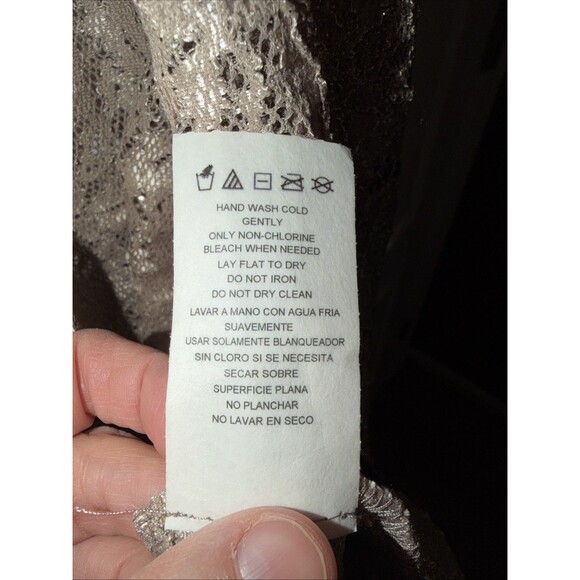 HAND WASH COLD
GENTLY
ONLY NON-CHLORINE
BLEACH WHEN NEEDED
LAY FLAT TO DRY
DO NOT IRON
DO NOT DRY CLEAN
LAVAR A MANO CON AGUA FRIA
SUAVEMENTE
USAR SOLAMENTE BLANQUEADOR
SIN CLORO SI SE NECESITA
SECAR SOBRE
SUPERFICIE PLANA
NO PLANCHAR
NO LAVAR EN SECO